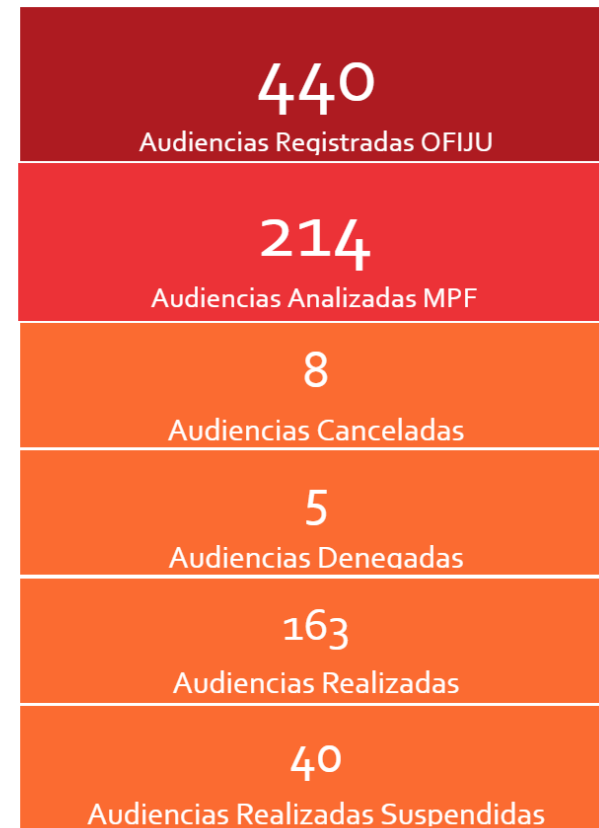 440
Audiencias Registradas OFIJU
214
Audiencias Analizadas MPF
8
Audiencias Canceladas
5
Audiencias Denegadas
163
Audiencias Realizadas
40
Audiencias Realizadas Suspendidas